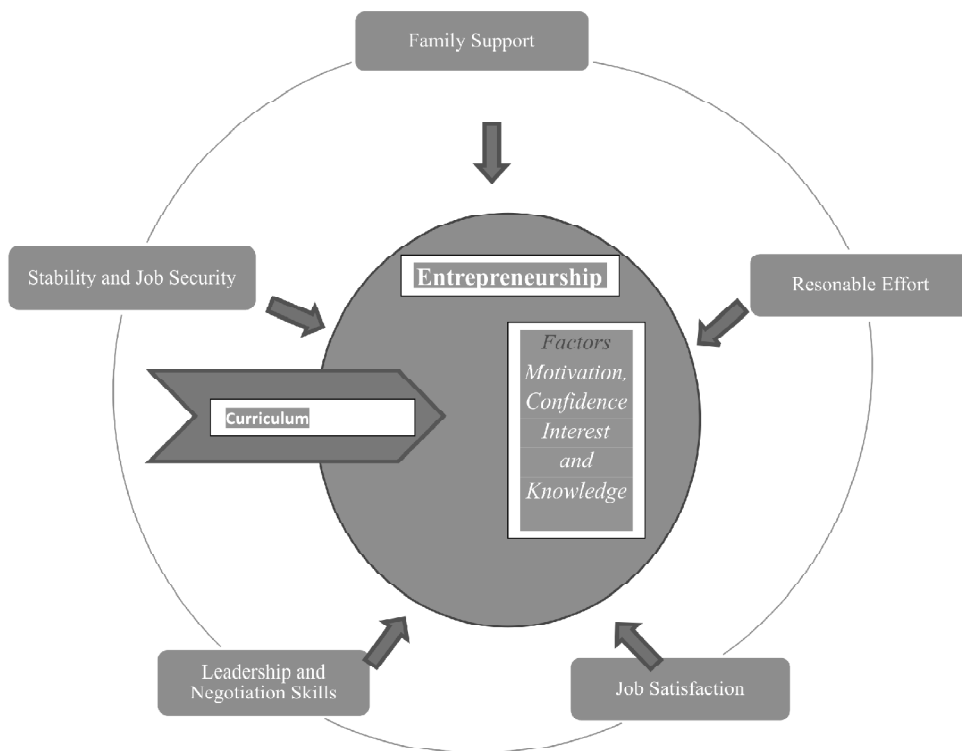 Family Support
Stability and Job Security
Entrepreneurship
Resonable Effort
Factors
Motivation,
Confidence
Interest
and
Knowledge
Curriculum
Leadership and
Negotiation Skills
Job Satisfaction